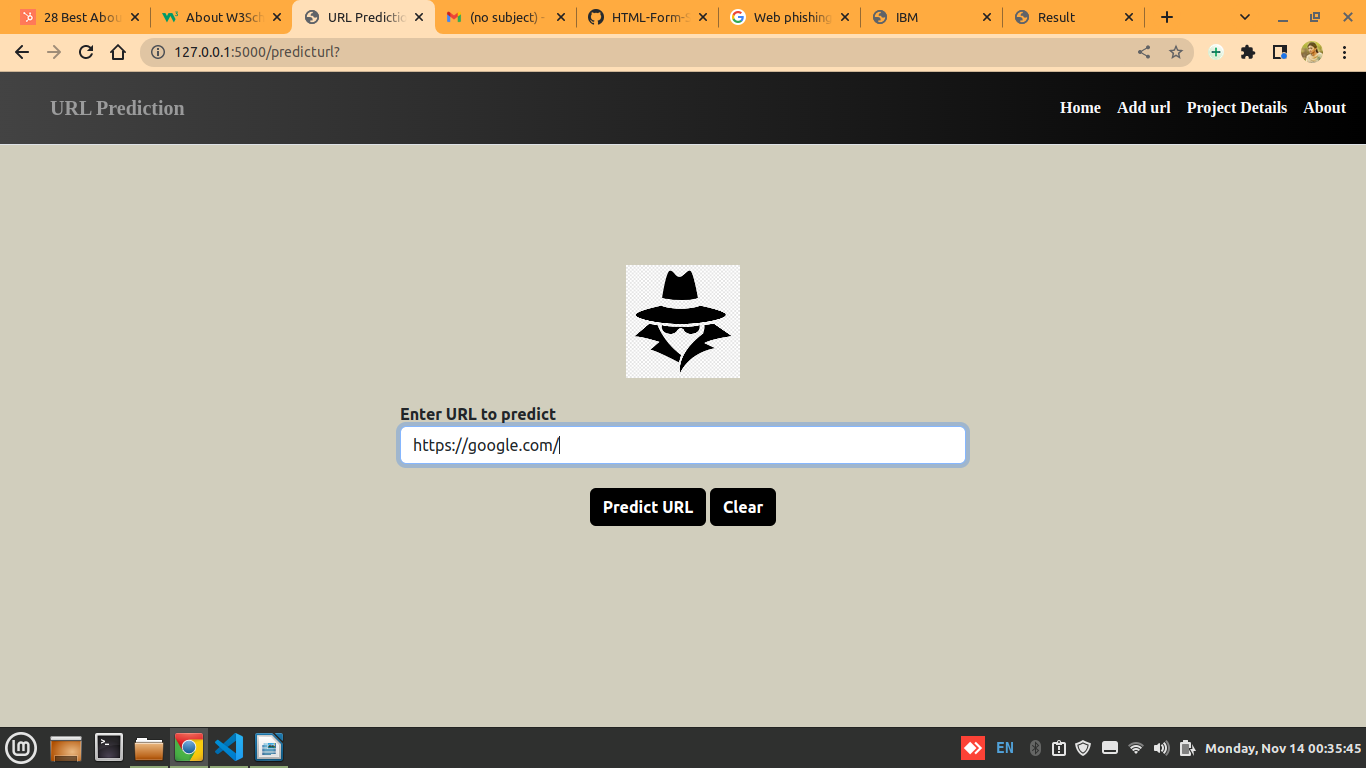 28 Best Abou
About W3Sch
URL Predictio
(no subject) -
HTML-Form-S
Web phishing
IBM
Result
127.0.0.1:5000/predicturl?
URL Prediction
Home
Add url
Project Details
About
Enter URL to predict
https://google.com/
Predict URL
Clear
EN
Monday, Nov 14 00:35:45